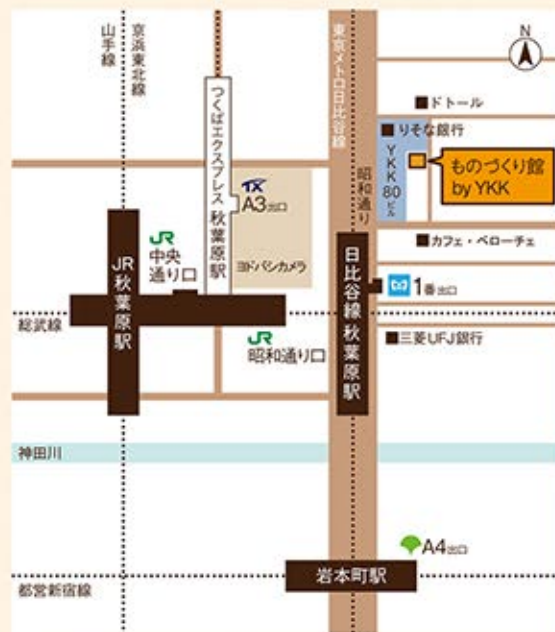 山手線
京浜東北線
つくばエクスプレス 秋葉原駅
東京メトロ日比谷線
N
■ドトール
■りそな銀行
YKK80ビル
ものづくり館
by YKK
昭和通り
TX
A3出口
ヨドバシカメラ
■カフェ・ベローチェ
JR
中央
通り口
JR秋葉原駅
日比谷線 秋葉原駅
1番出口
総武線
JR
昭和通り口
■三菱UFJ銀行
神田川
A4出口
岩本町駅
都営新宿線